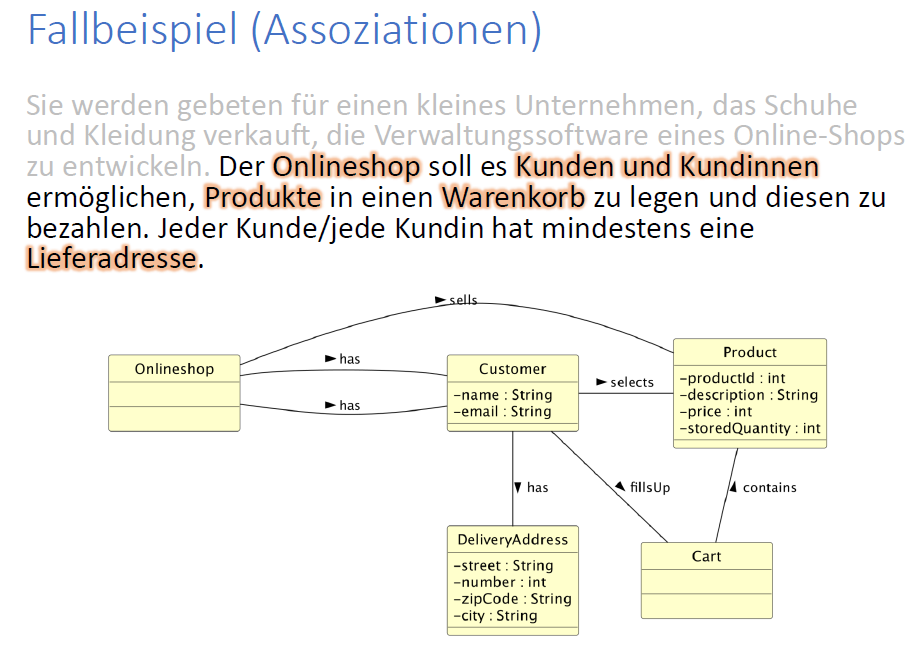 Fallbeispiel (Assoziationen)
Sie werden gebeten für einen kleines Unternehmen, das Schuhe
und Kleidung verkauft, die Verwaltungssoftware eines Online-Shops
zu entwickeln. Der Onlineshop soll es Kunden und Kundinnen
ermöglichen, Produkte in einen Warenkorb zu legen und diesen zu
bezahlen. Jeder Kunde/jede Kundin hat mindestens eine
Lieferadresse.
sells
Onlineshop
has
has
Customer
-name : String
-email : String
selects
Product
-productId : int
-description : String
-price : int
-storedQuantity : int
has
fillsUp
contains
DeliveryAddress
-street : String
-number : int
-zipCode : String
-city : String
Cart